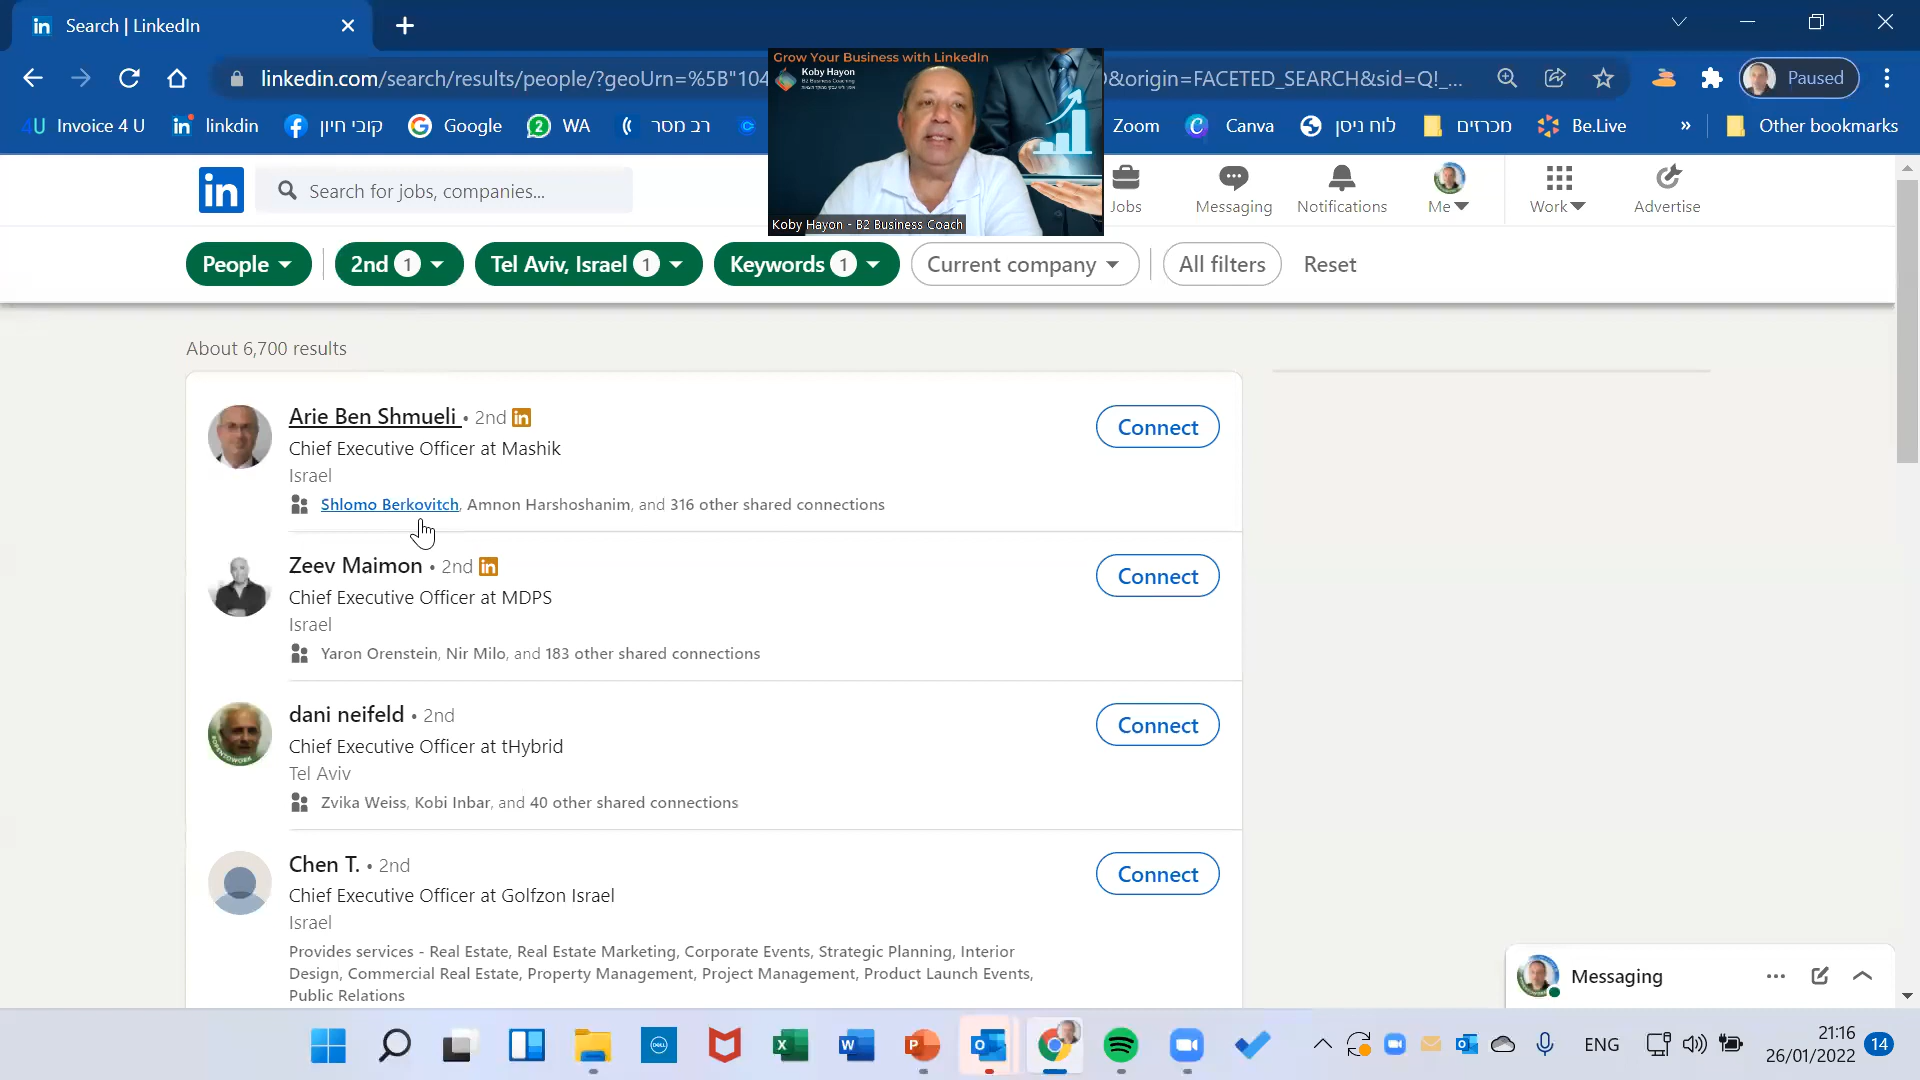 Search | LinkedIn
linkedin.com/search/results/people/?geoUrn=%5B"104
&origin=FACETED_SEARCH&sid=Q!_...
Paused
Invoice 4 U
linkdin
קובי חיון
Google
2
WA
רב מסר
Zoom
Canva
לוח ניסן
מכרזים
Be.Live
»
Other bookmarks
Grow Your Business with LinkedIn
Koby Hayon
B2 Business Coaching
Koby Hayon - B2 Business Coach
in
Search for jobs, companies...
Jobs
Messaging
Notifications
Me
Work
Advertise
People
2nd 1
Tel Aviv, Israel 1
Keywords 1
Current company
All filters
Reset
About 6,700 results
Arie Ben Shmueli • 2nd in
Chief Executive Officer at Mashik
Israel
Shlomo Berkovitch, Amnon Harshoshanim, and 316 other shared connections
Connect
Zeev Maimon • 2nd in
Chief Executive Officer at MDPS
Israel
Yaron Orenstein, Nir Milo, and 183 other shared connections
Connect
dani neifeld • 2nd
Chief Executive Officer at tHybrid
Tel Aviv
Zvika Weiss, Kobi Inbar, and 40 other shared connections
Connect
Chen T. • 2nd
Chief Executive Officer at Golfzon Israel
Israel
Provides services - Real Estate, Real Estate Marketing, Corporate Events, Strategic Planning, Interior
Design, Commercial Real Estate, Property Management, Project Management, Product Launch Events,
Public Relations
Connect
Messaging
ENG
21:16
26/01/2022
14